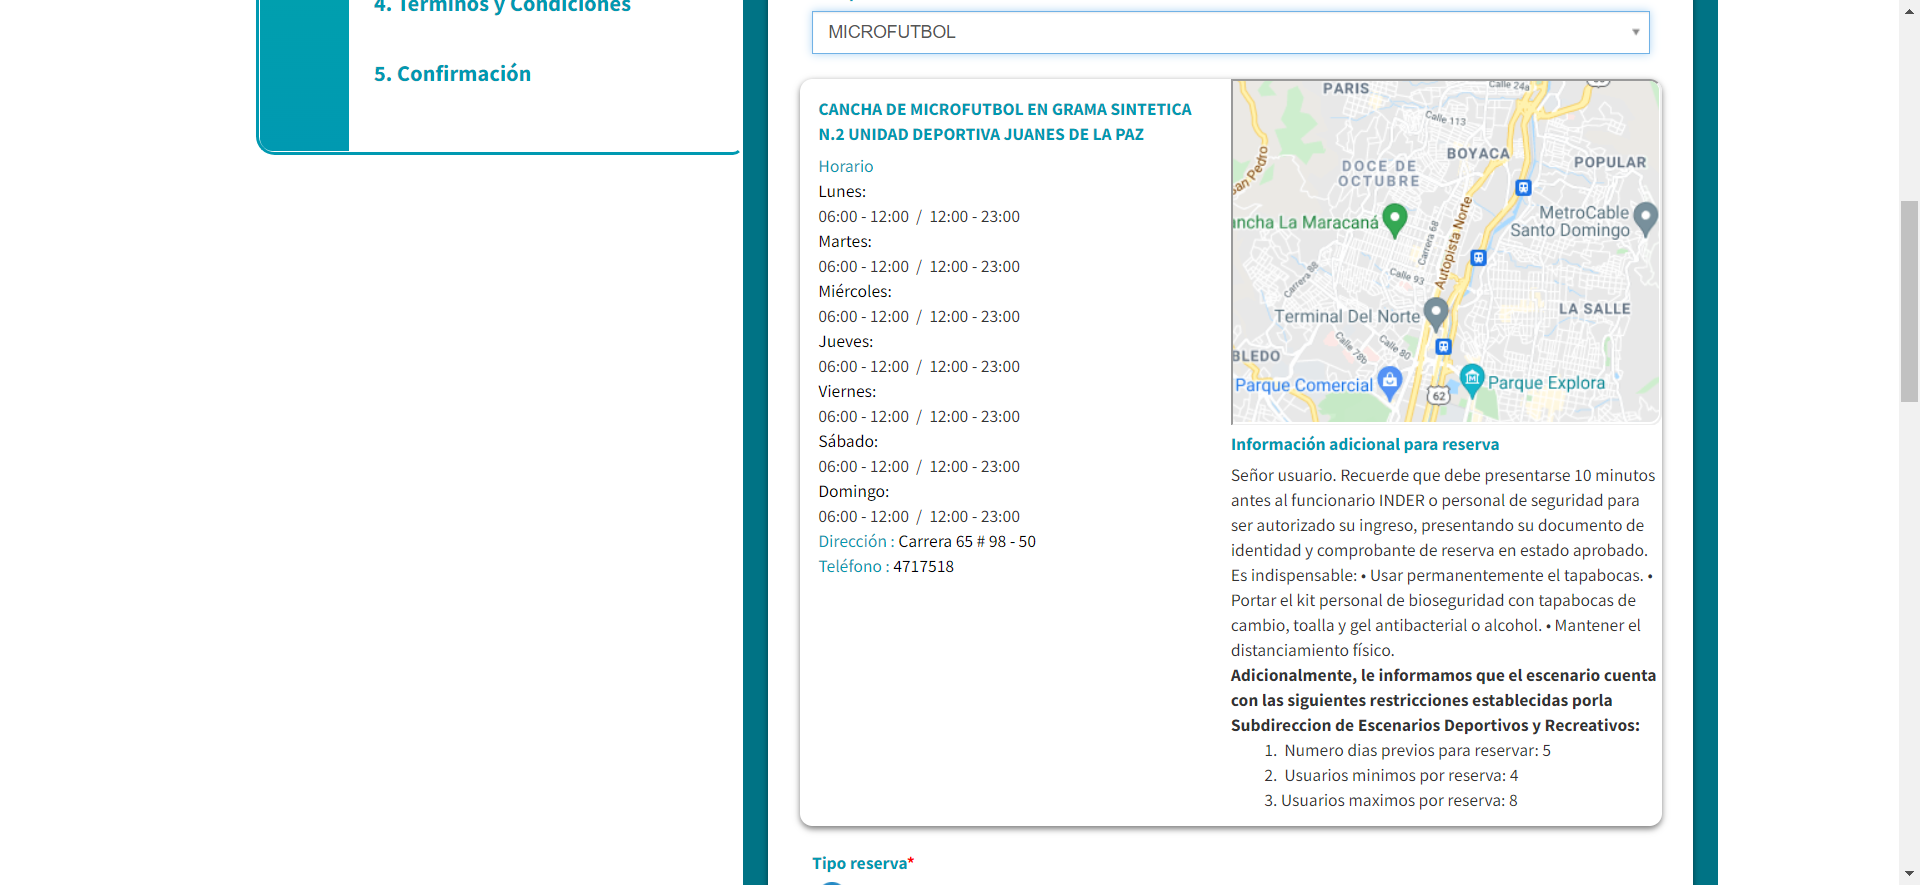 4. Términos y Condiciones
5. Confirmación
MICROFUTBOL
CANCHA DE MICROFUTBOL EN GRAMA SINTETICA
N.2 UNIDAD DEPORTIVA JUANES DE LA PAZ
Horario
Lunes:
06:00 - 12:00 / 12:00 - 23:00
Martes:
06:00 - 12:00 / 12:00 - 23:00
Miércoles:
06:00 - 12:00 / 12:00 - 23:00
Jueves:
06:00 - 12:00 / 12:00 - 23:00
Viernes:
06:00 - 12:00 / 12:00 - 23:00
Sábado:
06:00 - 12:00 / 12:00 - 23:00
Domingo:
06:00 - 12:00 / 12:00 - 23:00
Dirección : Carrera 65 # 98 - 50
Teléfono : 4717518
PARIS
Calle 24a
Calle 113
BOYACA
DOCE DE
OCTUBRE
POPULAR
an Pedro
MetroCable
Santo Domingo
ncha La Maracaná
Carrera 68
Autopista Norte
Calle 93
Carrera 88
LA SALLE
Terminal Del Norte
Calle 78b
Calle 80
BLEDO
Parque Comercial
Parque Explora
62
Información adicional para reserva
Señor usuario. Recuerde que debe presentarse 10 minutos
antes al funcionario INDER o personal de seguridad para
ser autorizado su ingreso, presentando su documento de
identidad y comprobante de reserva en estado aprobado.
Es indispensable: • Usar permanentemente el tapabocas. •
Portar el kit personal de bioseguridad con tapabocas de
cambio, toalla y gel antibacterial o alcohol. • Mantener el
distanciamiento físico.
Adicionalmente, le informamos que el escenario cuenta
con las siguientes restricciones establecidas porla
Subdireccion de Escenarios Deportivos y Recreativos:
1. Numero dias previos para reservar: 5
2. Usuarios minimos por reserva: 4
3. Usuarios maximos por reserva: 8
Tipo reserva*